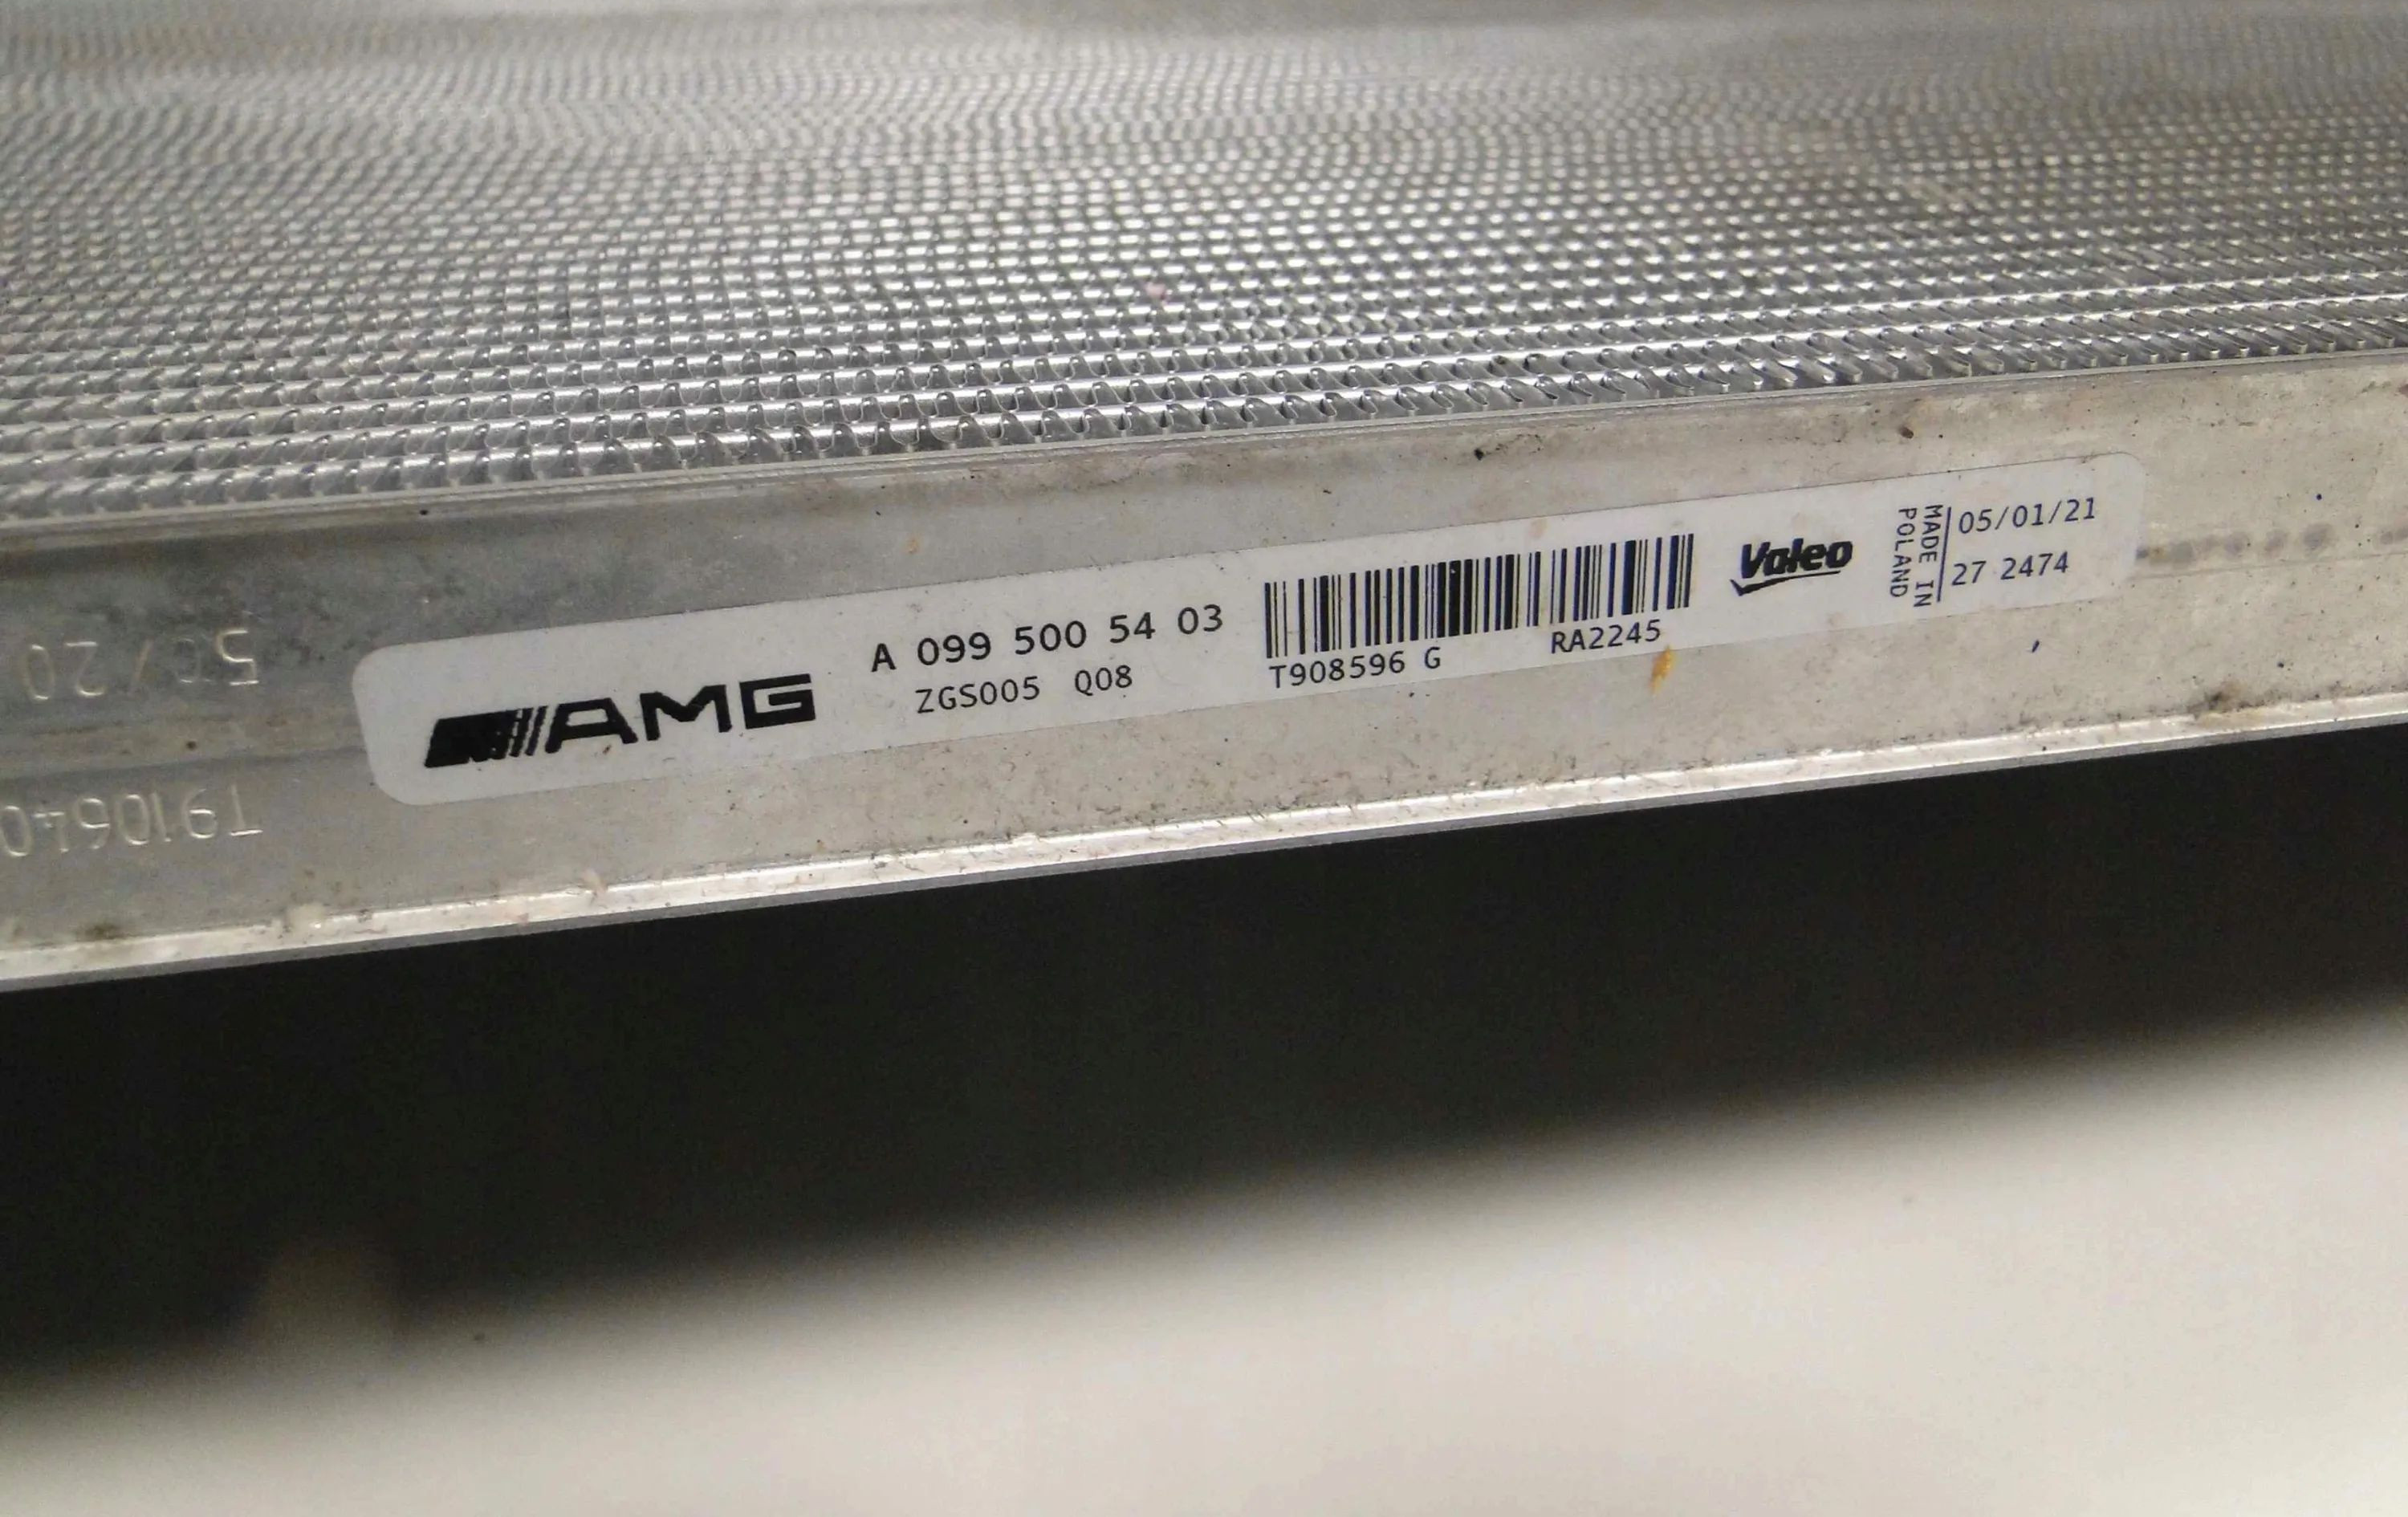 AMG
A 099 500 54 03
ZGS005 Q08
T908596 G RA2245
Valeo
MADE IN
POLAND
05/01/21
27 2474
5c/20
T910640